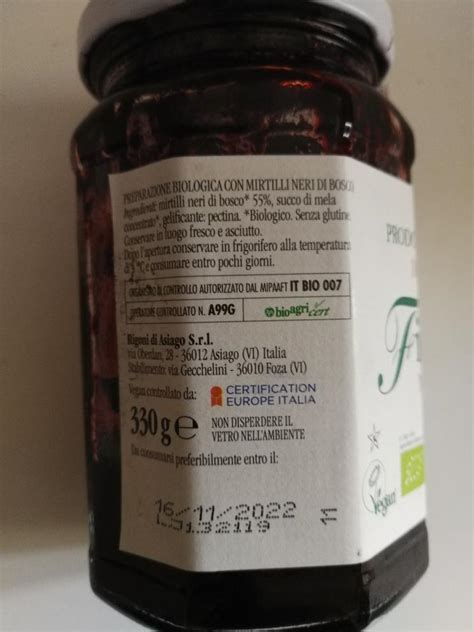 PREPARAZIONE BIOLOGICA CON MIRTILLI NERI DI BOSCO
Ingredienti: mirtilli neri di bosco* 55%, succo di mela
concentrato*, gelificante: pectina. *Biologico. Senza glutine.
Conservare in luogo fresco e asciutto.
Dopo l'apertura conservare in frigorifero alla temperatura
di °C e consumare entro pochi giorni.
ORGANISMO DI CONTROLLO AUTORIZZATO DAL MIPAAFT IT BIO 007
OPERATORE CONTROLLATO N. A99G
bioagricert
Rigoni di Asiago S.r.l.
via Oberdan, 28 - 36012 Asiago (VI) Italia
Stabilimento: via Gecchelini - 36010 Foza (VI)
Vegan controllato da: CERTIFICATION
EUROPE ITALIA
330 g e NON DISPERDERE IL
VETRO NELL'AMBIENTE
Da consumarsi preferibilmente entro il:
16/11/2022
L0132119
11
PRODO
Fi
Vegan